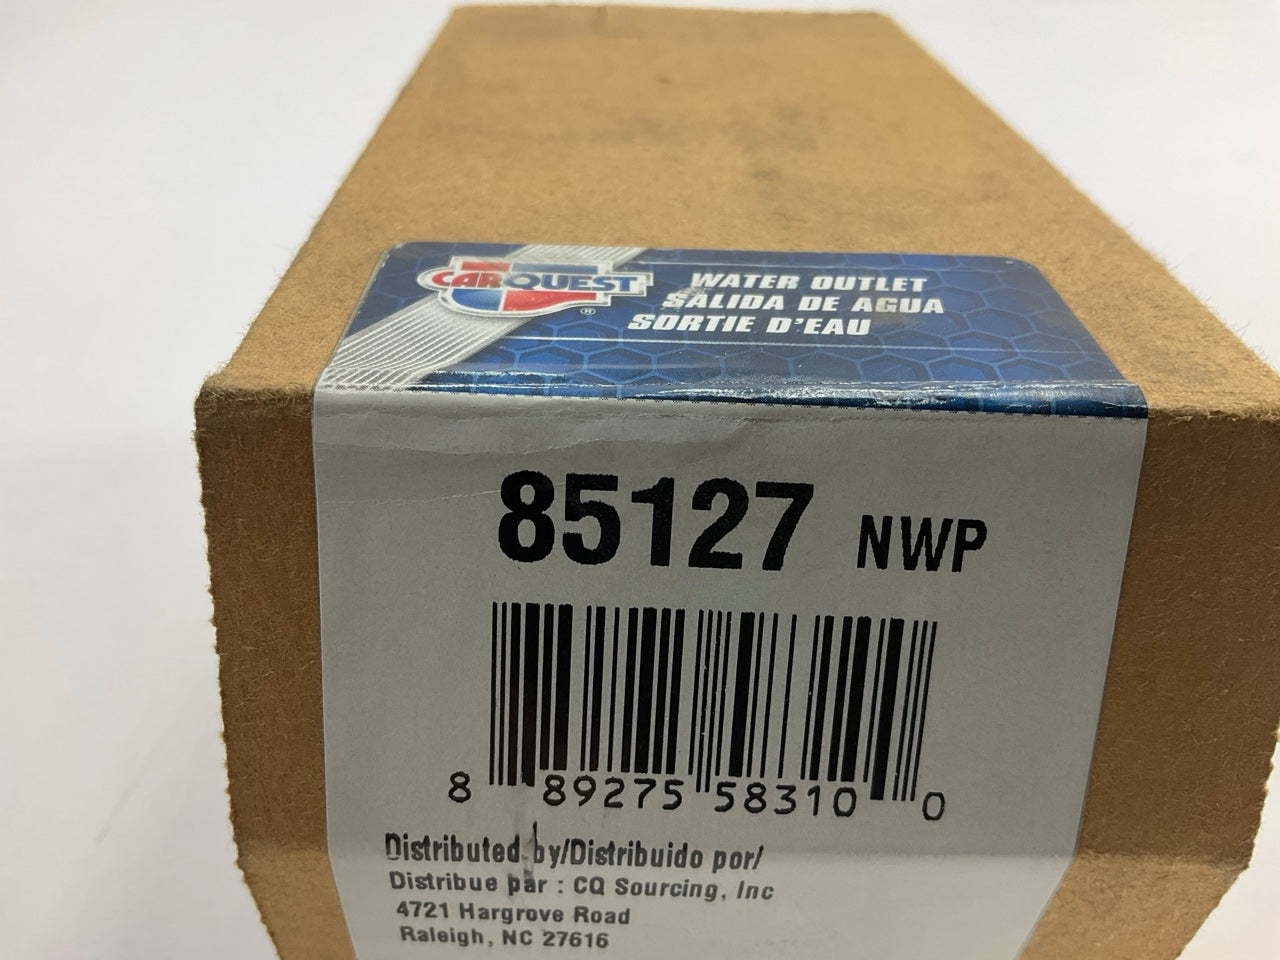 CARQUEST®
WATER OUTLET
SALIDA DE AGUA
SORTIE D'EAU
85127 NWP
8 89275 58310 0
Distributed by/Distribuido por/
Distribue par : CQ Sourcing, Inc
4721 Hargrove Road
Raleigh, NC 27616